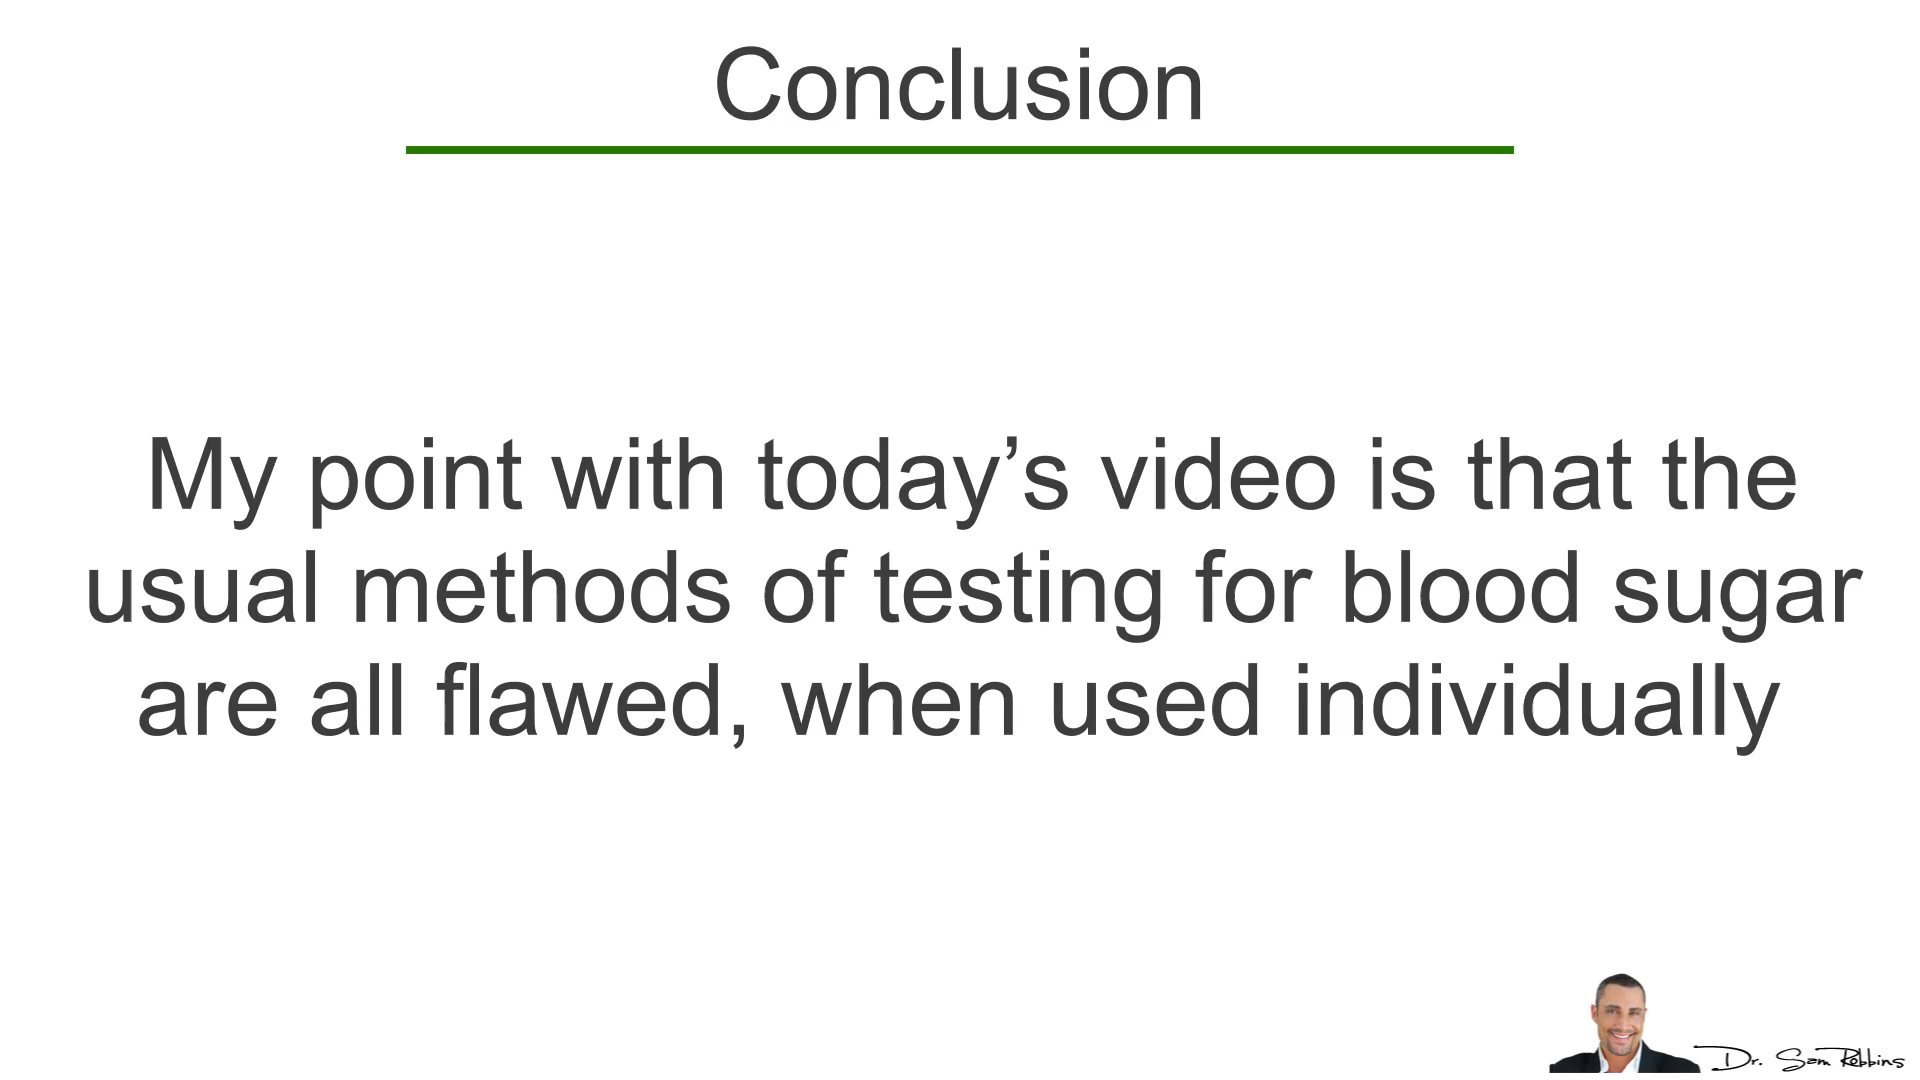 Conclusion
My point with today’s video is that the
usual methods of testing for blood sugar
are all flawed, when used individually
Dr. Sam Robbins